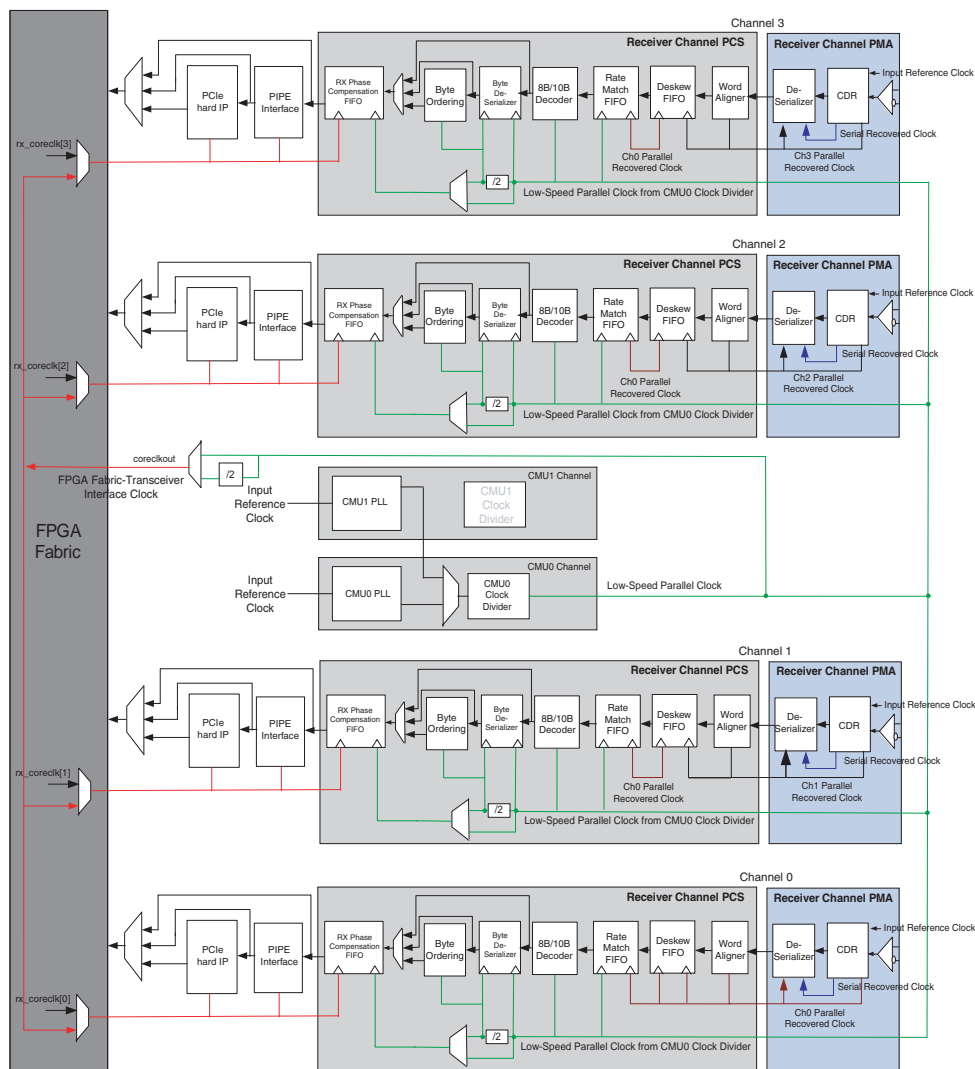 Channel 3
Receiver Channel PCS
Receiver Channel PMA
Input Reference Clock
PCIe
hard IP
PIPE
Interface
RX Phase
Compensation
FIFO
Byte
Ordering
Byte
De-
Serializer
8B/10B
Decoder
Rate
Match
FIFO
Deskew
FIFO
Word
Aligner
De-
Serializer
CDR
Serial Recovered Clock
rx_coreclk[3]
Ch0 Parallel
Recovered Clock
Ch3 Parallel
Recovered Clock
/2
Low-Speed Parallel Clock from CMU0 Clock Divider
Channel 2
Receiver Channel PCS
Receiver Channel PMA
Input Reference Clock
PCIe
hard IP
PIPE
Interface
RX Phase
Compensation
FIFO
Byte
Ordering
Byte
De-
Serializer
8B/10B
Decoder
Rate
Match
FIFO
Deskew
FIFO
Word
Aligner
De-
Serializer
CDR
Serial Recovered Clock
rx_coreclk[2]
Ch0 Parallel
Recovered Clock
Ch2 Parallel
Recovered Clock
/2
Low-Speed Parallel Clock from CMU0 Clock Divider
coreclkout
/2
FPGA Fabric-Transceiver
Interface Clock
FPGA
Fabric
Input
Reference
Clock
CMU1 PLL
CMU1
Clock
Divider
CMU1 Channel
CMU0 Channel
Input
Reference
Clock
CMU0 PLL
CMU0
Clock
Divider
Low-Speed Parallel Clock
Channel 1
Receiver Channel PCS
Receiver Channel PMA
Input Reference Clock
PCIe
hard IP
PIPE
Interface
RX Phase
Compensation
FIFO
Byte
Ordering
Byte
De-
Serializer
8B/10B
Decoder
Rate
Match
FIFO
Deskew
FIFO
Word
Aligner
De-
Serializer
CDR
Serial Recovered Clock
rx_coreclk[1]
Ch0 Parallel
Recovered Clock
Ch1 Parallel
Recovered Clock
/2
Low-Speed Parallel Clock from CMU0 Clock Divider
Channel 0
Receiver Channel PCS
Receiver Channel PMA
Input Reference Clock
PCIe
hard IP
PIPE
Interface
RX Phase
Compensation
FIFO
Byte
Ordering
Byte
De-
Serializer
8B/10B
Decoder
Rate
Match
FIFO
Deskew
FIFO
Word
Aligner
De-
Serializer
CDR
Serial Recovered Clock
rx_coreclk[0]
Ch0 Parallel
Recovered Clock
/2
Low-Speed Parallel Clock from CMU0 Clock Divider